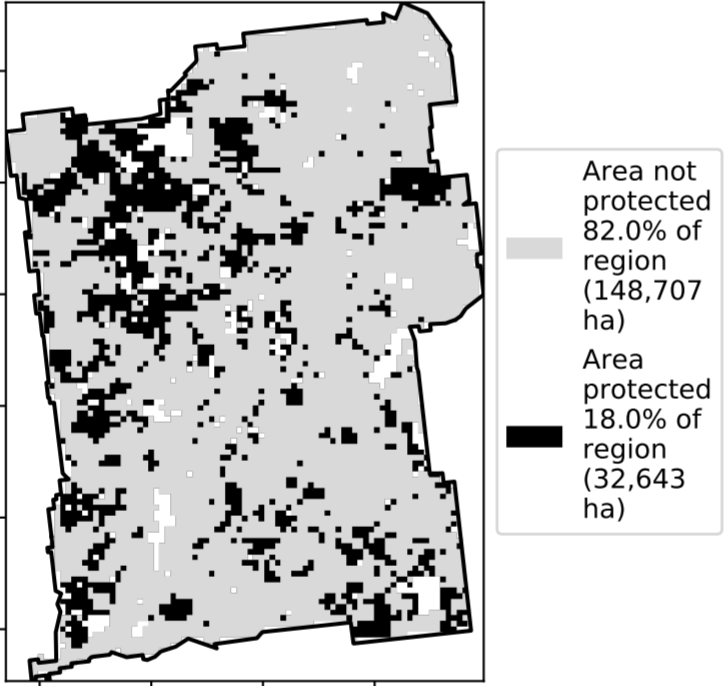 Area not
protected
82.0% of
region
(148,707
ha)
Area
protected
18.0% of
region
(32,643
ha)